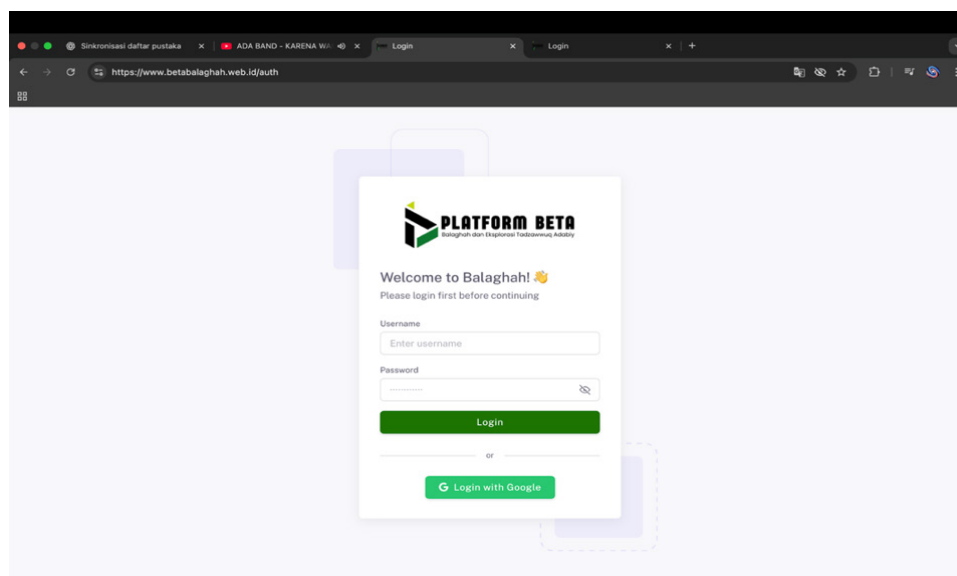 Sinkronisasi daftar pustaka
ADA BAND - KARENA WA
Login
Login
https://www.betabalaghah.web.id/auth
PLATFORM BETA
Balaghah dan Eksplorasi Tadzawwuq Adabiy
Welcome to Balaghah! 👋
Please login first before continuing
Username
Enter username
Password
Login
or
G Login with Google